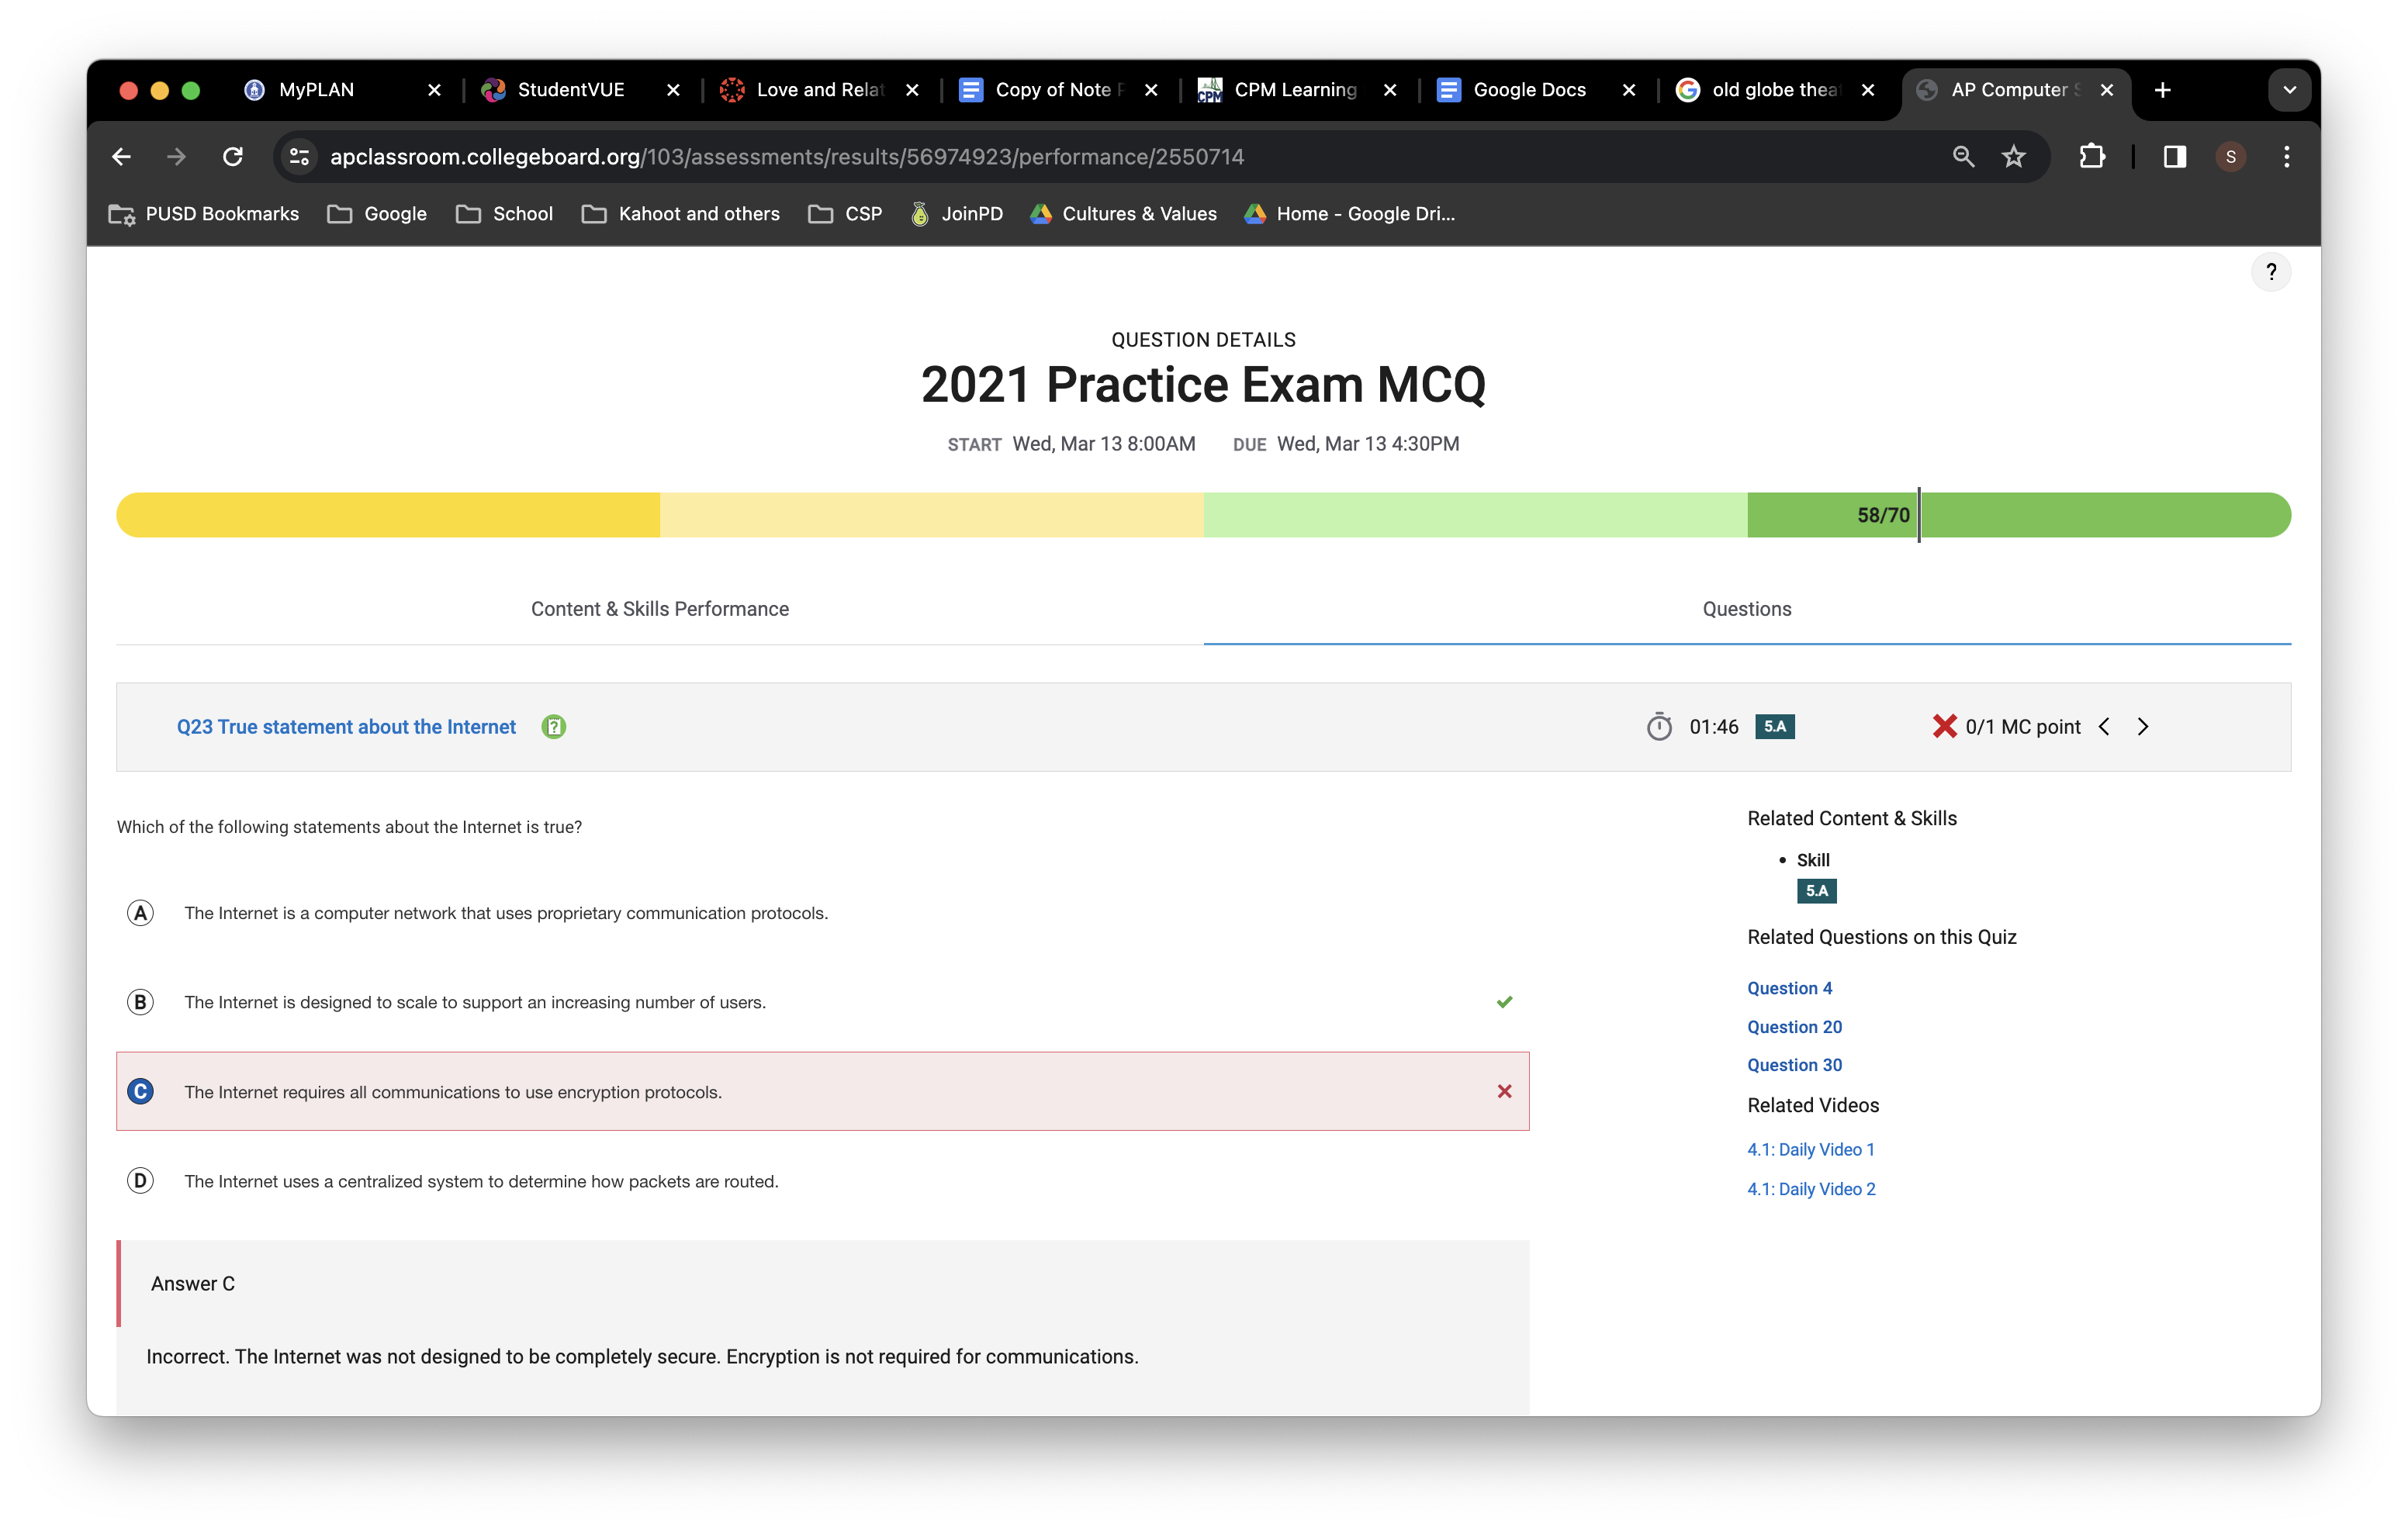 MyPLAN
StudentVUE
Love and Relat
Copy of Note
CPM Learning
Google Docs
old globe thea
AP Computer
apclassroom.collegeboard.org/103/assessments/results/56974923/performance/2550714
S
PUSD Bookmarks
Google
School
Kahoot and others
CSP
JoinPD
Cultures & Values
Home - Google Dri...
?
QUESTION DETAILS
2021 Practice Exam MCQ
START Wed, Mar 13 8:00AM DUE Wed, Mar 13 4:30PM
58/70
Content & Skills Performance
Questions
Q23 True statement about the Internet
01:46 5.A
0/1 MC point
Which of the following statements about the Internet is true?
A The Internet is a computer network that uses proprietary communication protocols.
B The Internet is designed to scale to support an increasing number of users.
C The Internet requires all communications to use encryption protocols.
D The Internet uses a centralized system to determine how packets are routed.
Answer C
Incorrect. The Internet was not designed to be completely secure. Encryption is not required for communications.
Related Content & Skills
• Skill
5.A
Related Questions on this Quiz
Question 4
Question 20
Question 30
Related Videos
4.1: Daily Video 1
4.1: Daily Video 2